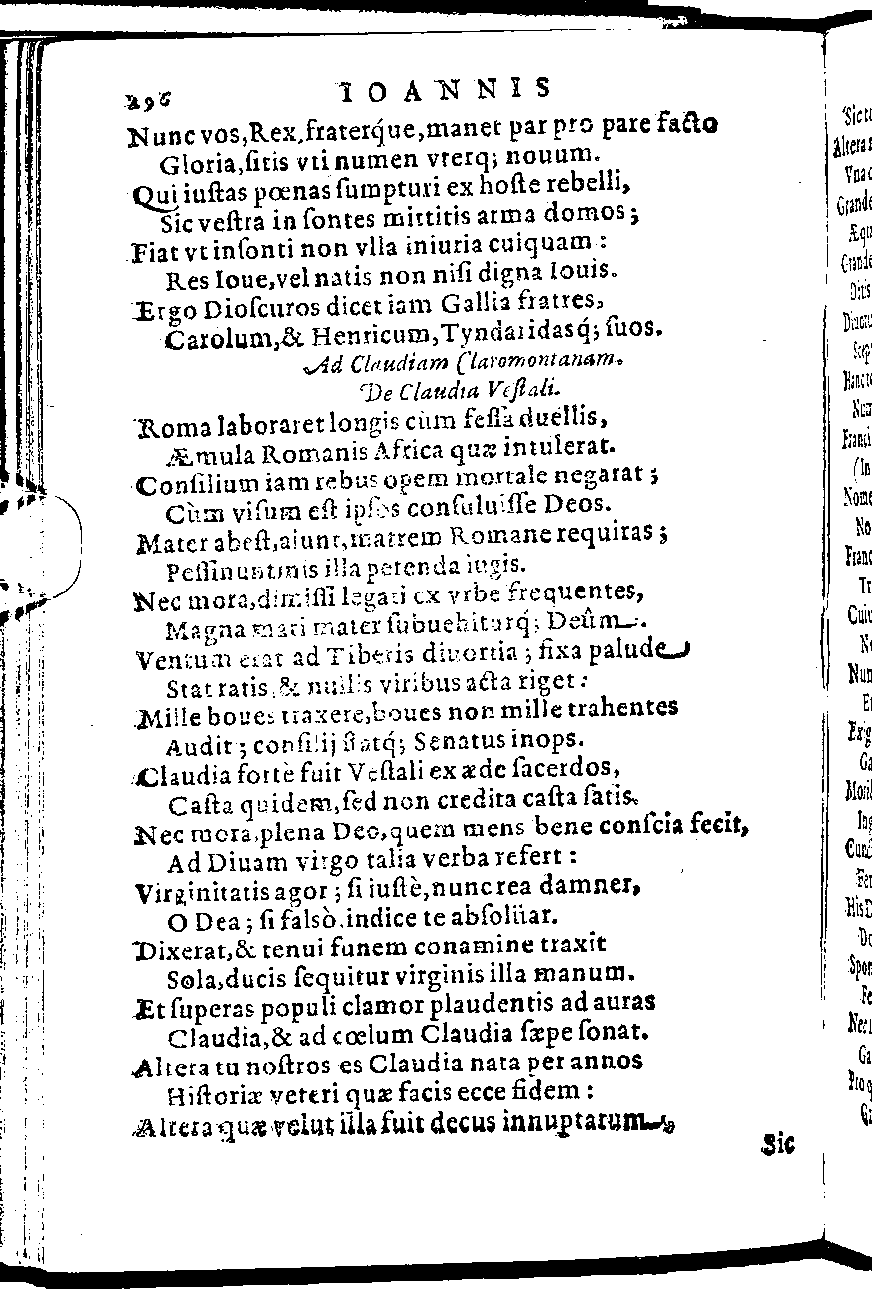 296 IOANNIS
Nunc vos, Rex, fraterq́ue, manet par pro pare facto
Gloria, sitis vti numen vterq; nouum.
Qui iustas pœnas sumpturi ex hoste rebelli,
Sic vestra in sontes mittitis arma domos;
Fiat vt insonti non vlla iniuria cuiquam:
Res Ioue, vel natis non nisi digna Iouis.
Ergo Dioscuros dicet iam Gallia fratres,
Carolum, & Henricum, Tyndaridasq́; suos.
Ad Claudiam Claromontanam.
De Claudia Vestali.
Roma laboraret longis cùm fessa duellis,
Æmula Romanis Africa quæ intulerat.
Consilium iam rebus opem mortale negarat;
Cùm visum est ipsos consuluisse Deos.
Mater abest, aiunt, matrem Romane requiras;
Pessinuntinis illa petenda iugis.
Nec mora, dimissi legati ex vrbe frequentes,
Magna mari mater subuehiturq́; Deûm.
Ventum erat ad Tiberis diuortia; fixa palude
Stat ratis, & nullis viribus acta riget:
Mille boues traxere, boues non mille trahentes
Audit; consilij statq́; Senatus inops.
Claudia fortè fuit Vestali ex æde sacerdos,
Casta quidem, sed non credita casta satis.
Nec mora, plena Deo, quem mens bene conscia fecit,
Ad Diuam virgo talia verba refert:
Virginitatis agor; si iustè, nunc rea damner,
O Dea; si falsò, indice te absolüar.
Dixerat, & tenui funem conamine traxit
Sola, ducis sequitur virginis illa manum.
Et superas populi clamor plaudentis ad auras
Claudia, & ad cœlum Claudia sæpe sonat.
Altera tu nostros es Claudia nata per annos
Historiæ veteri quæ facis ecce fidem:
Altera quæ velut illa fuit decus innuptarum,
Sic